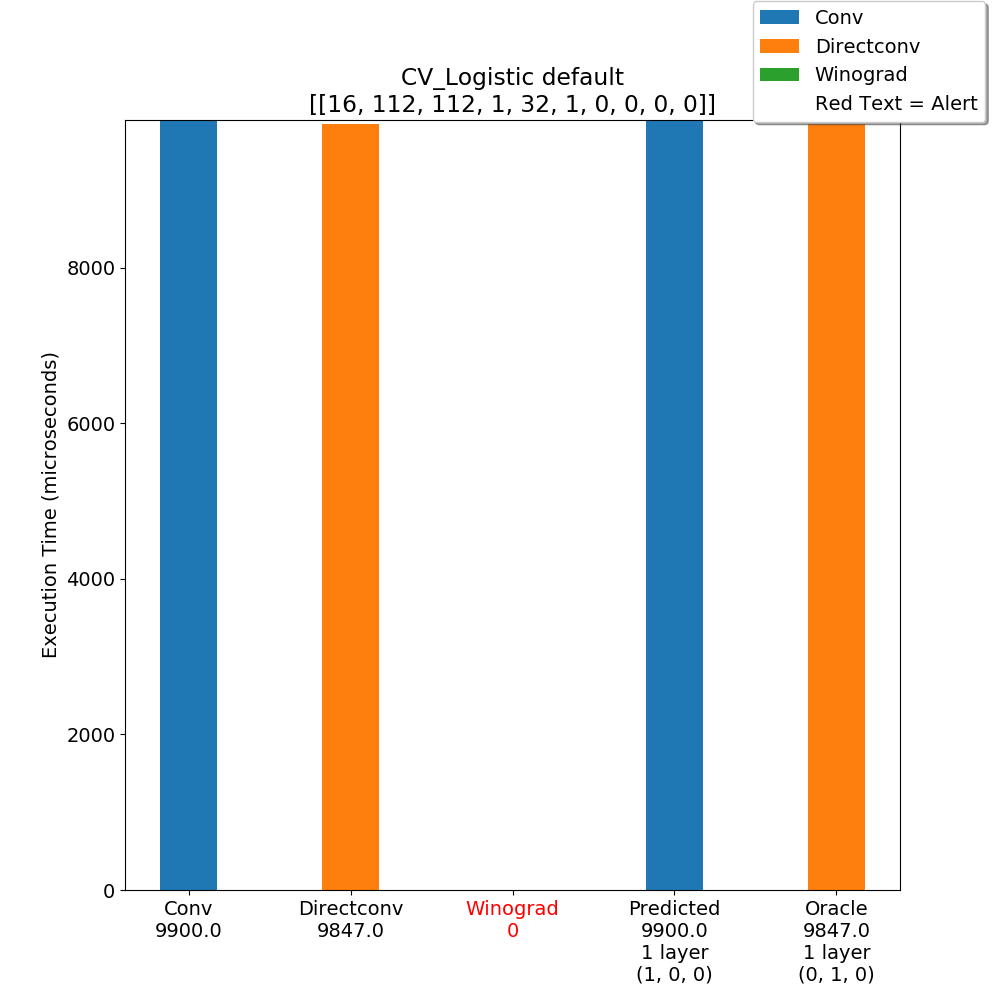 Conv
Directconv
Winograd
Red Text = Alert
CV_Logistic default
[[16, 112, 112, 1, 32, 1, 0, 0, 0, 0]]
Execution Time (microseconds)
8000
6000
4000
2000
0
Conv
9900.0
Directconv
9847.0
Winograd
0
Predicted
9900.0
1 layer
(1, 0, 0)
Oracle
9847.0
1 layer
(0, 1, 0)